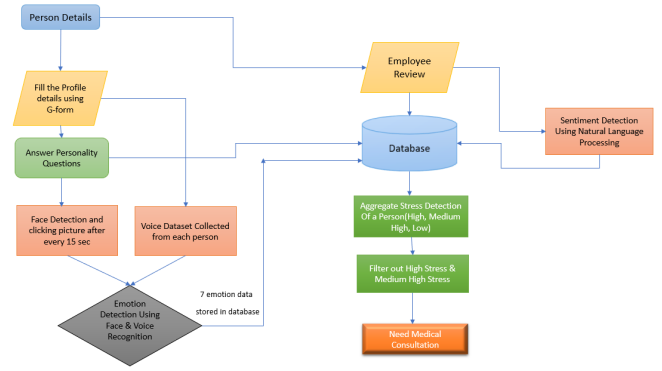 Person Details
Employee
Review
Fill the Profile
details using
G-form
Sentiment Detection
Using Natural Language
Processing
Answer Personality
Questions
Database
Face Detection and
clicking picture after
every 15 sec
Voice Dataset Collected
from each person
Aggregate Stress Detection
Of a Person(High, Medium
High, Low)
Filter out High Stress &
Medium High Stress
7 emotion data
stored in database
Emotion
Detection Using
Face & Voice
Recognition
Need Medical
Consultation